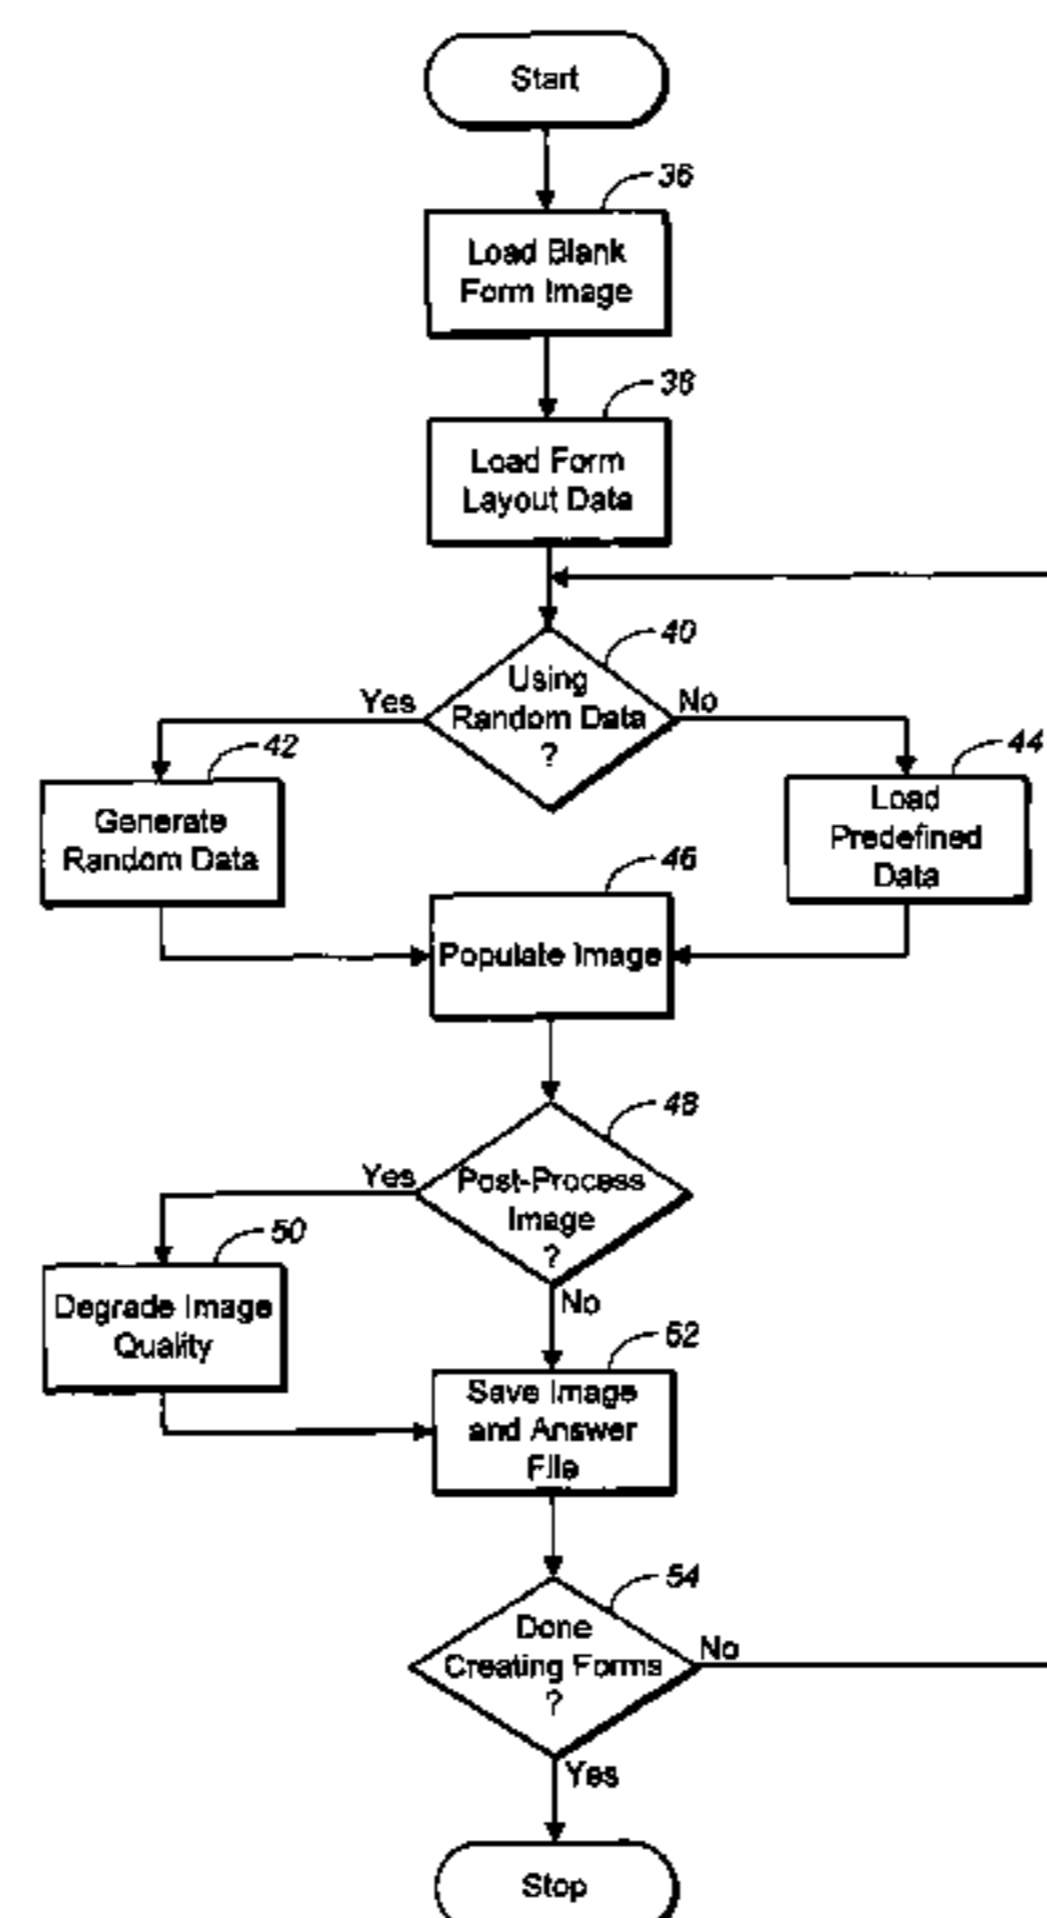 Start
36
Load Blank
Form Image
38
Load Form
Layout Data
40
Using
Random Data
?
Yes
No
42
Generate
Random Data
44
Load
Predefined
Data
46
Populate Image
48
Post-Process
Image
?
Yes
No
50
Degrade Image
Quality
52
Save Image
and Answer
File
54
Done
Creating Forms
?
No
Yes
Stop